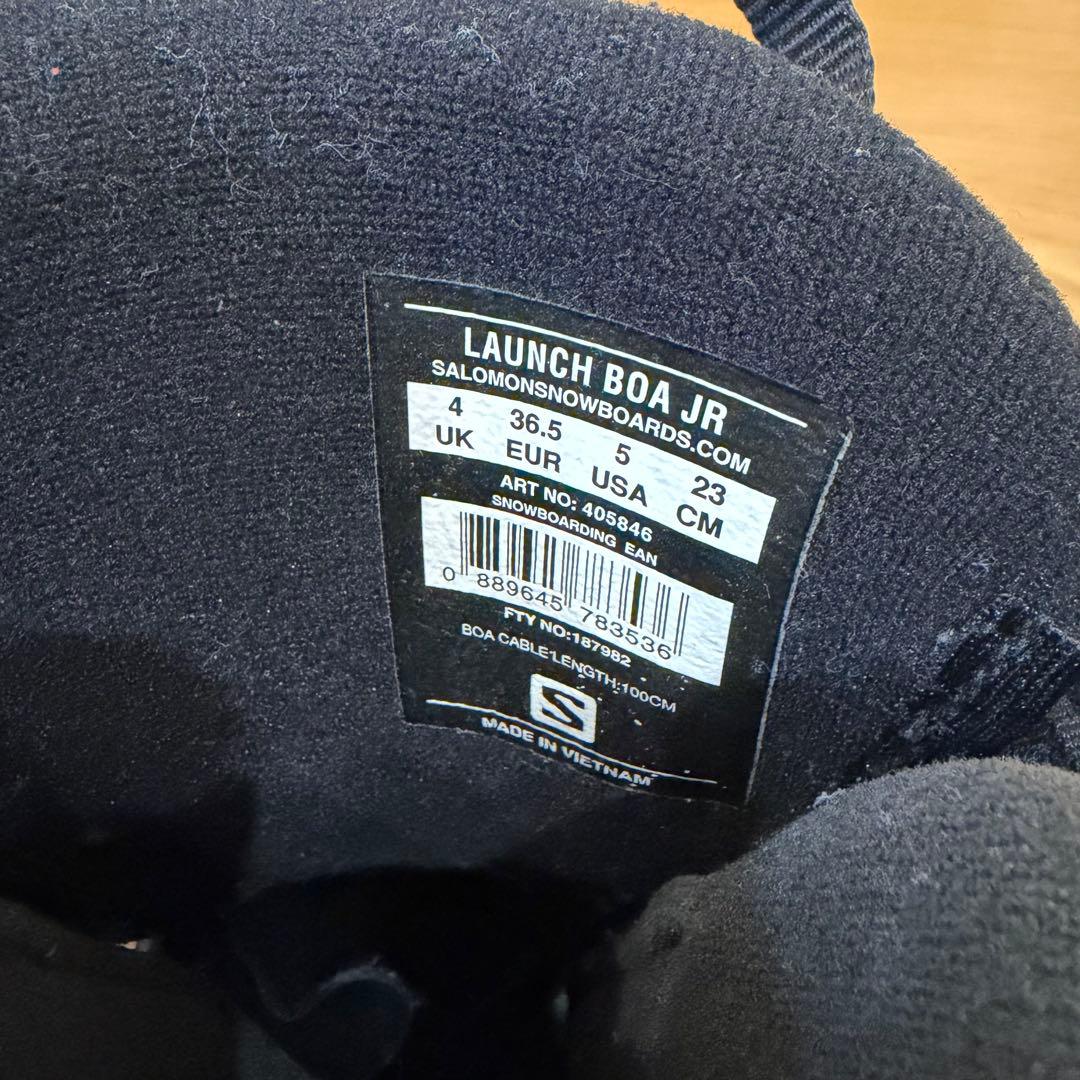 LAUNCH BOA JR
SALOMONSNOWBOARDS.COM
4 36.5 5 23
UK EUR USA CM
ART NO: 405846
SNOWBOARDING EAN
0 889645 783536
FTY NO:187982
BOA CABLE LENGTH:100CM
S
MADE IN VIETNAM